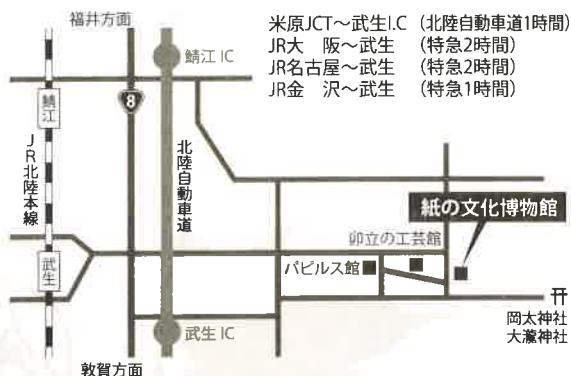 米原JCT～武生I.C (北陸自動車道1時間)
JR大 阪～武生 (特急2時間)
JR名古屋～武生 (特急2時間)
JR金 沢～武生 (特急1時間)
福井方面
鯖江 IC
8
鯖江
JR北陸本線
北陸自動車道
紙の文化博物館
卯立の工芸館
パピルス館
武生
岡太神社
大瀧神社
武生 IC
敦賀方面